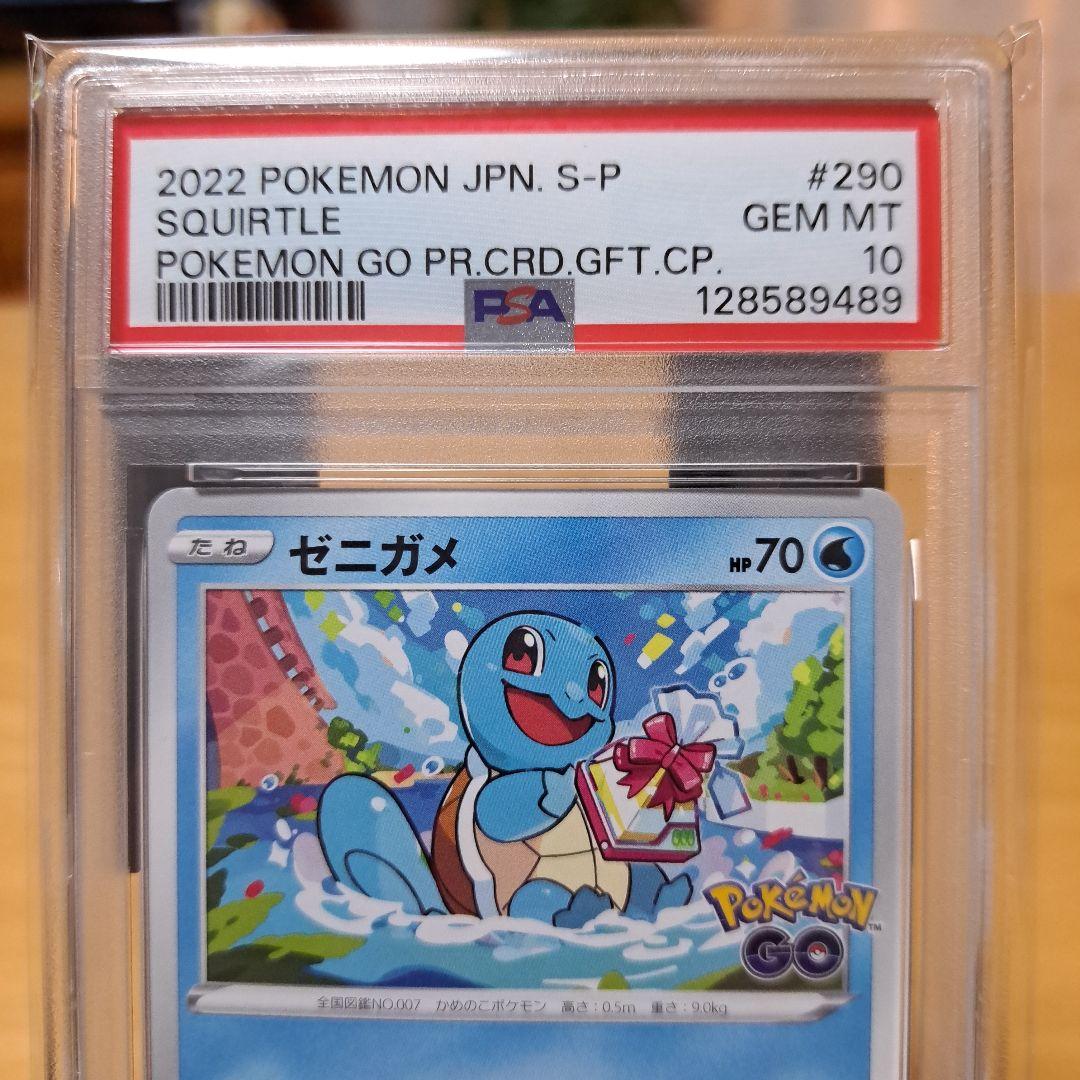 2022 POKEMON JPN. S-P #290
SQUIRTLE GEM MT
POKEMON GO PR.CRD.GFT.CP. 10
PSA 128589489
たね ゼニガメ HP70
Pokémon™
GO
全国図鑑NO.007 かめのこポケモン 高さ:0.5m 重さ:9.0kg